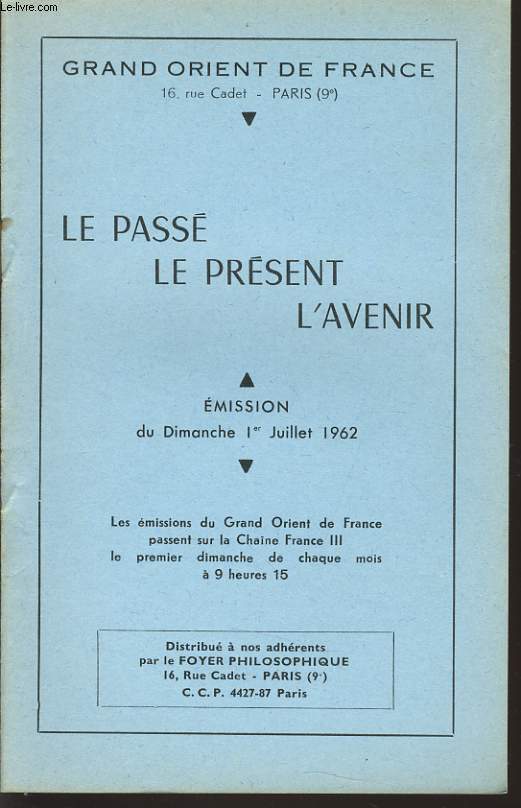 Le-livre.com
GRAND ORIENT DE FRANCE
16, rue Cadet - PARIS (9e)
LE PASSÉ
LE PRÉSENT
L'AVENIR
ÉMISSION
du Dimanche 1er Juillet 1962
Les émissions du Grand Orient de France
passent sur la Chaîne France III
le premier dimanche de chaque mois
à 9 heures 15
Distribué à nos adhérents
par le FOYER PHILOSOPHIQUE
16, Rue Cadet - PARIS (9e)
C. C. P. 4427-87 Paris